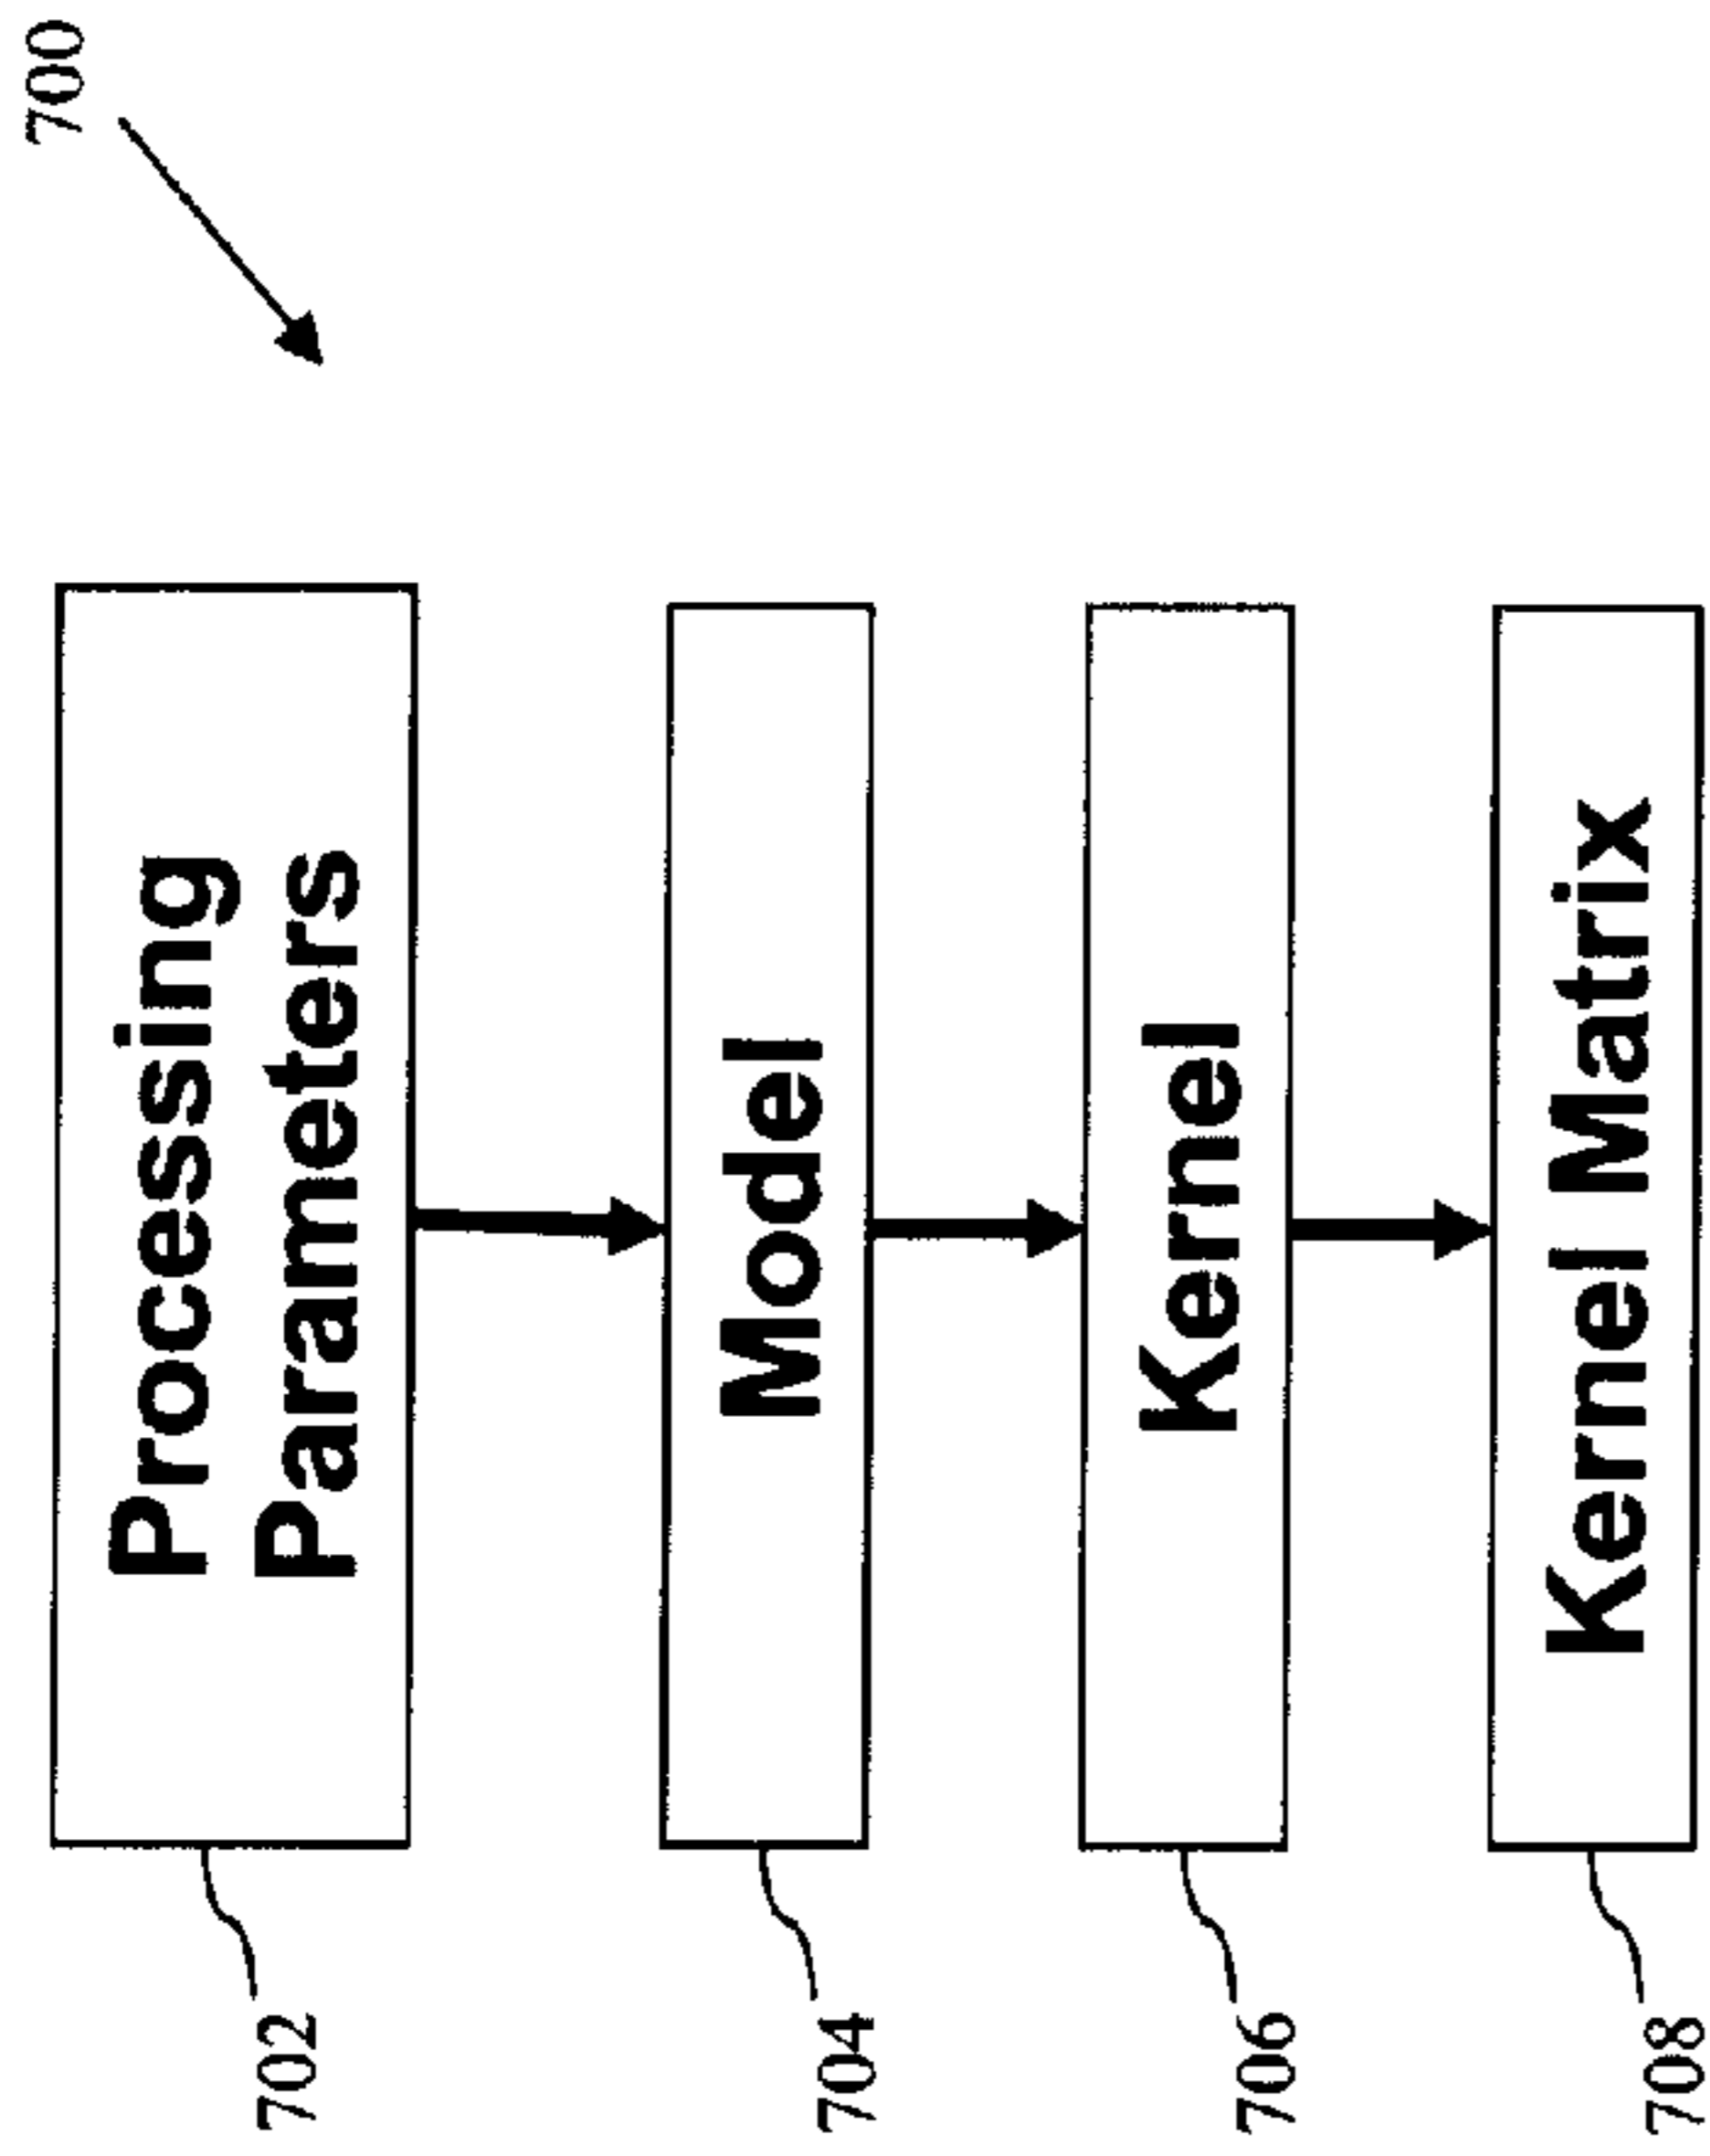 700
Processing
Parameters
702
Model
704
Kernel
706
Kernel Matrix
708